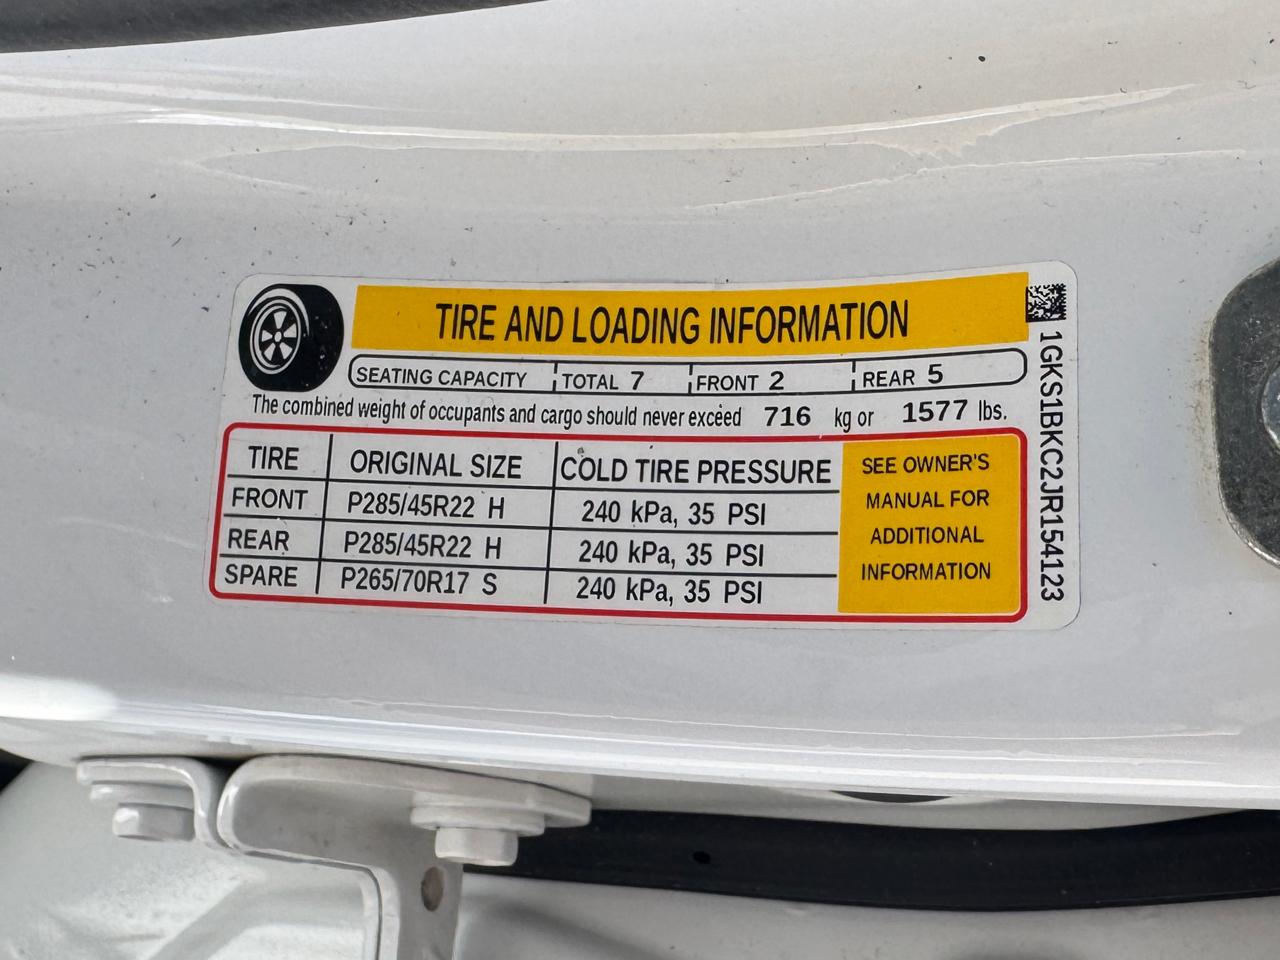 TIRE AND LOADING INFORMATION
SEATING CAPACITY TOTAL 7 FRONT 2 REAR 5
The combined weight of occupants and cargo should never exceed 716 kg or 1577 lbs.
TIRE ORIGINAL SIZE COLD TIRE PRESSURE
FRONT P285/45R22 H 240 kPa, 35 PSI
REAR P285/45R22 H 240 kPa, 35 PSI
SPARE P265/70R17 S 240 kPa, 35 PSI
SEE OWNER'S
MANUAL FOR
ADDITIONAL
INFORMATION
1GKS1BKC2JR154123